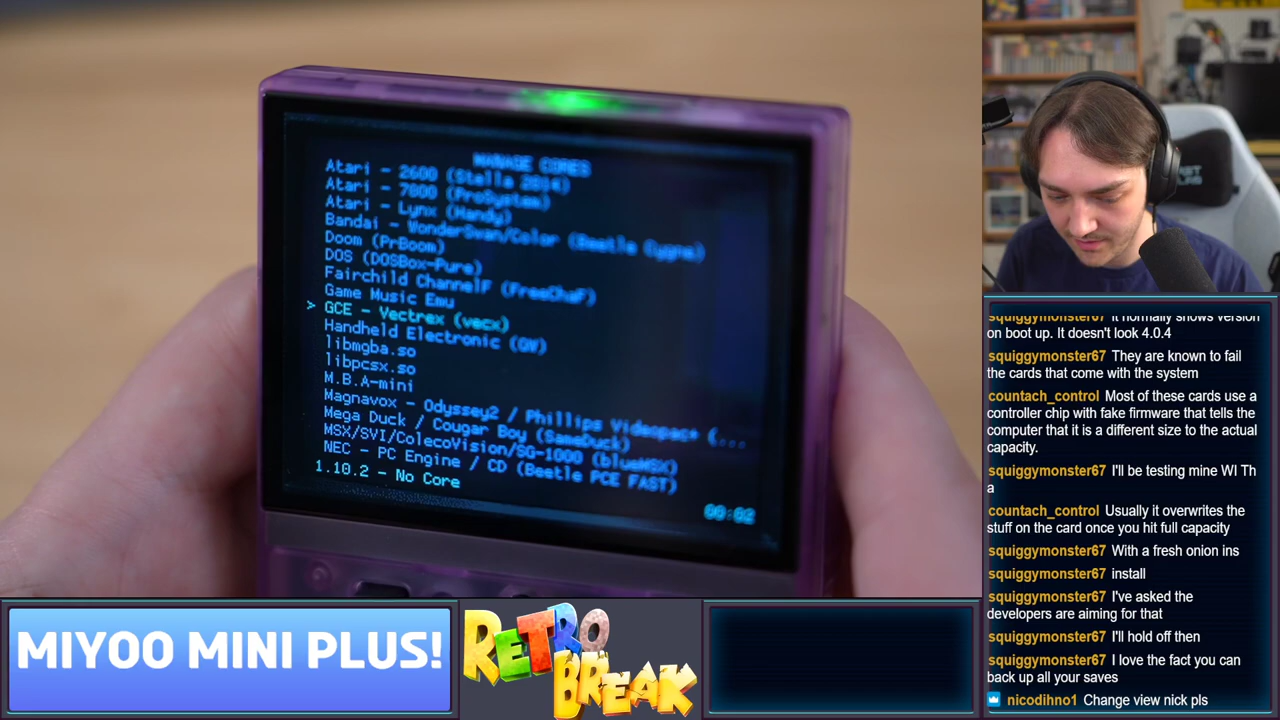 MANAGE CORES
Atari - 2600 (Stella 2014)
Atari - 7800 (ProSystem)
Atari - Lynx (Handy)
Bandai - WonderSwan/Color (Beetle Cygne)
Doom (PrBoom)
DOS (DOSBox-Pure)
Fairchild ChannelF (FreeChaF)
Game Music Emu
> GCE - Vectrex (vecx)
Handheld Electronic (GW)
libmgba.so
libpcsx.so
M.B.A-mini
Magnavox - Odyssey2 / Phillips Videopac+ (...
Mega Duck / Cougar Boy (SameDuck)
MSX/SVI/ColecoVision/SG-1000 (blueMSX)
NEC - PC Engine / CD (Beetle PCE FAST)
1.10.2 - No Core
00:02
squiggymonster67 It normally shows version
on boot up. It doesn't look 4.0.4
squiggymonster67 They are known to fail
the cards that come with the system
countach_control Most of these cards use a
controller chip with fake firmware that tells the
computer that it is a different size to the actual
capacity.
squiggymonster67 I'll be testing mine WI Th
a
countach_control Usually it overwrites the
stuff on the card once you hit full capacity
squiggymonster67 With a fresh onion ins
squiggymonster67 install
squiggymonster67 I've asked the
developers are aiming for that
squiggymonster67 I'll hold off then
squiggymonster67 I love the fact you can
back up all your saves
nicodihno1 Change view nick pls
MIYOO MINI PLUS!
RETRO
BREAK